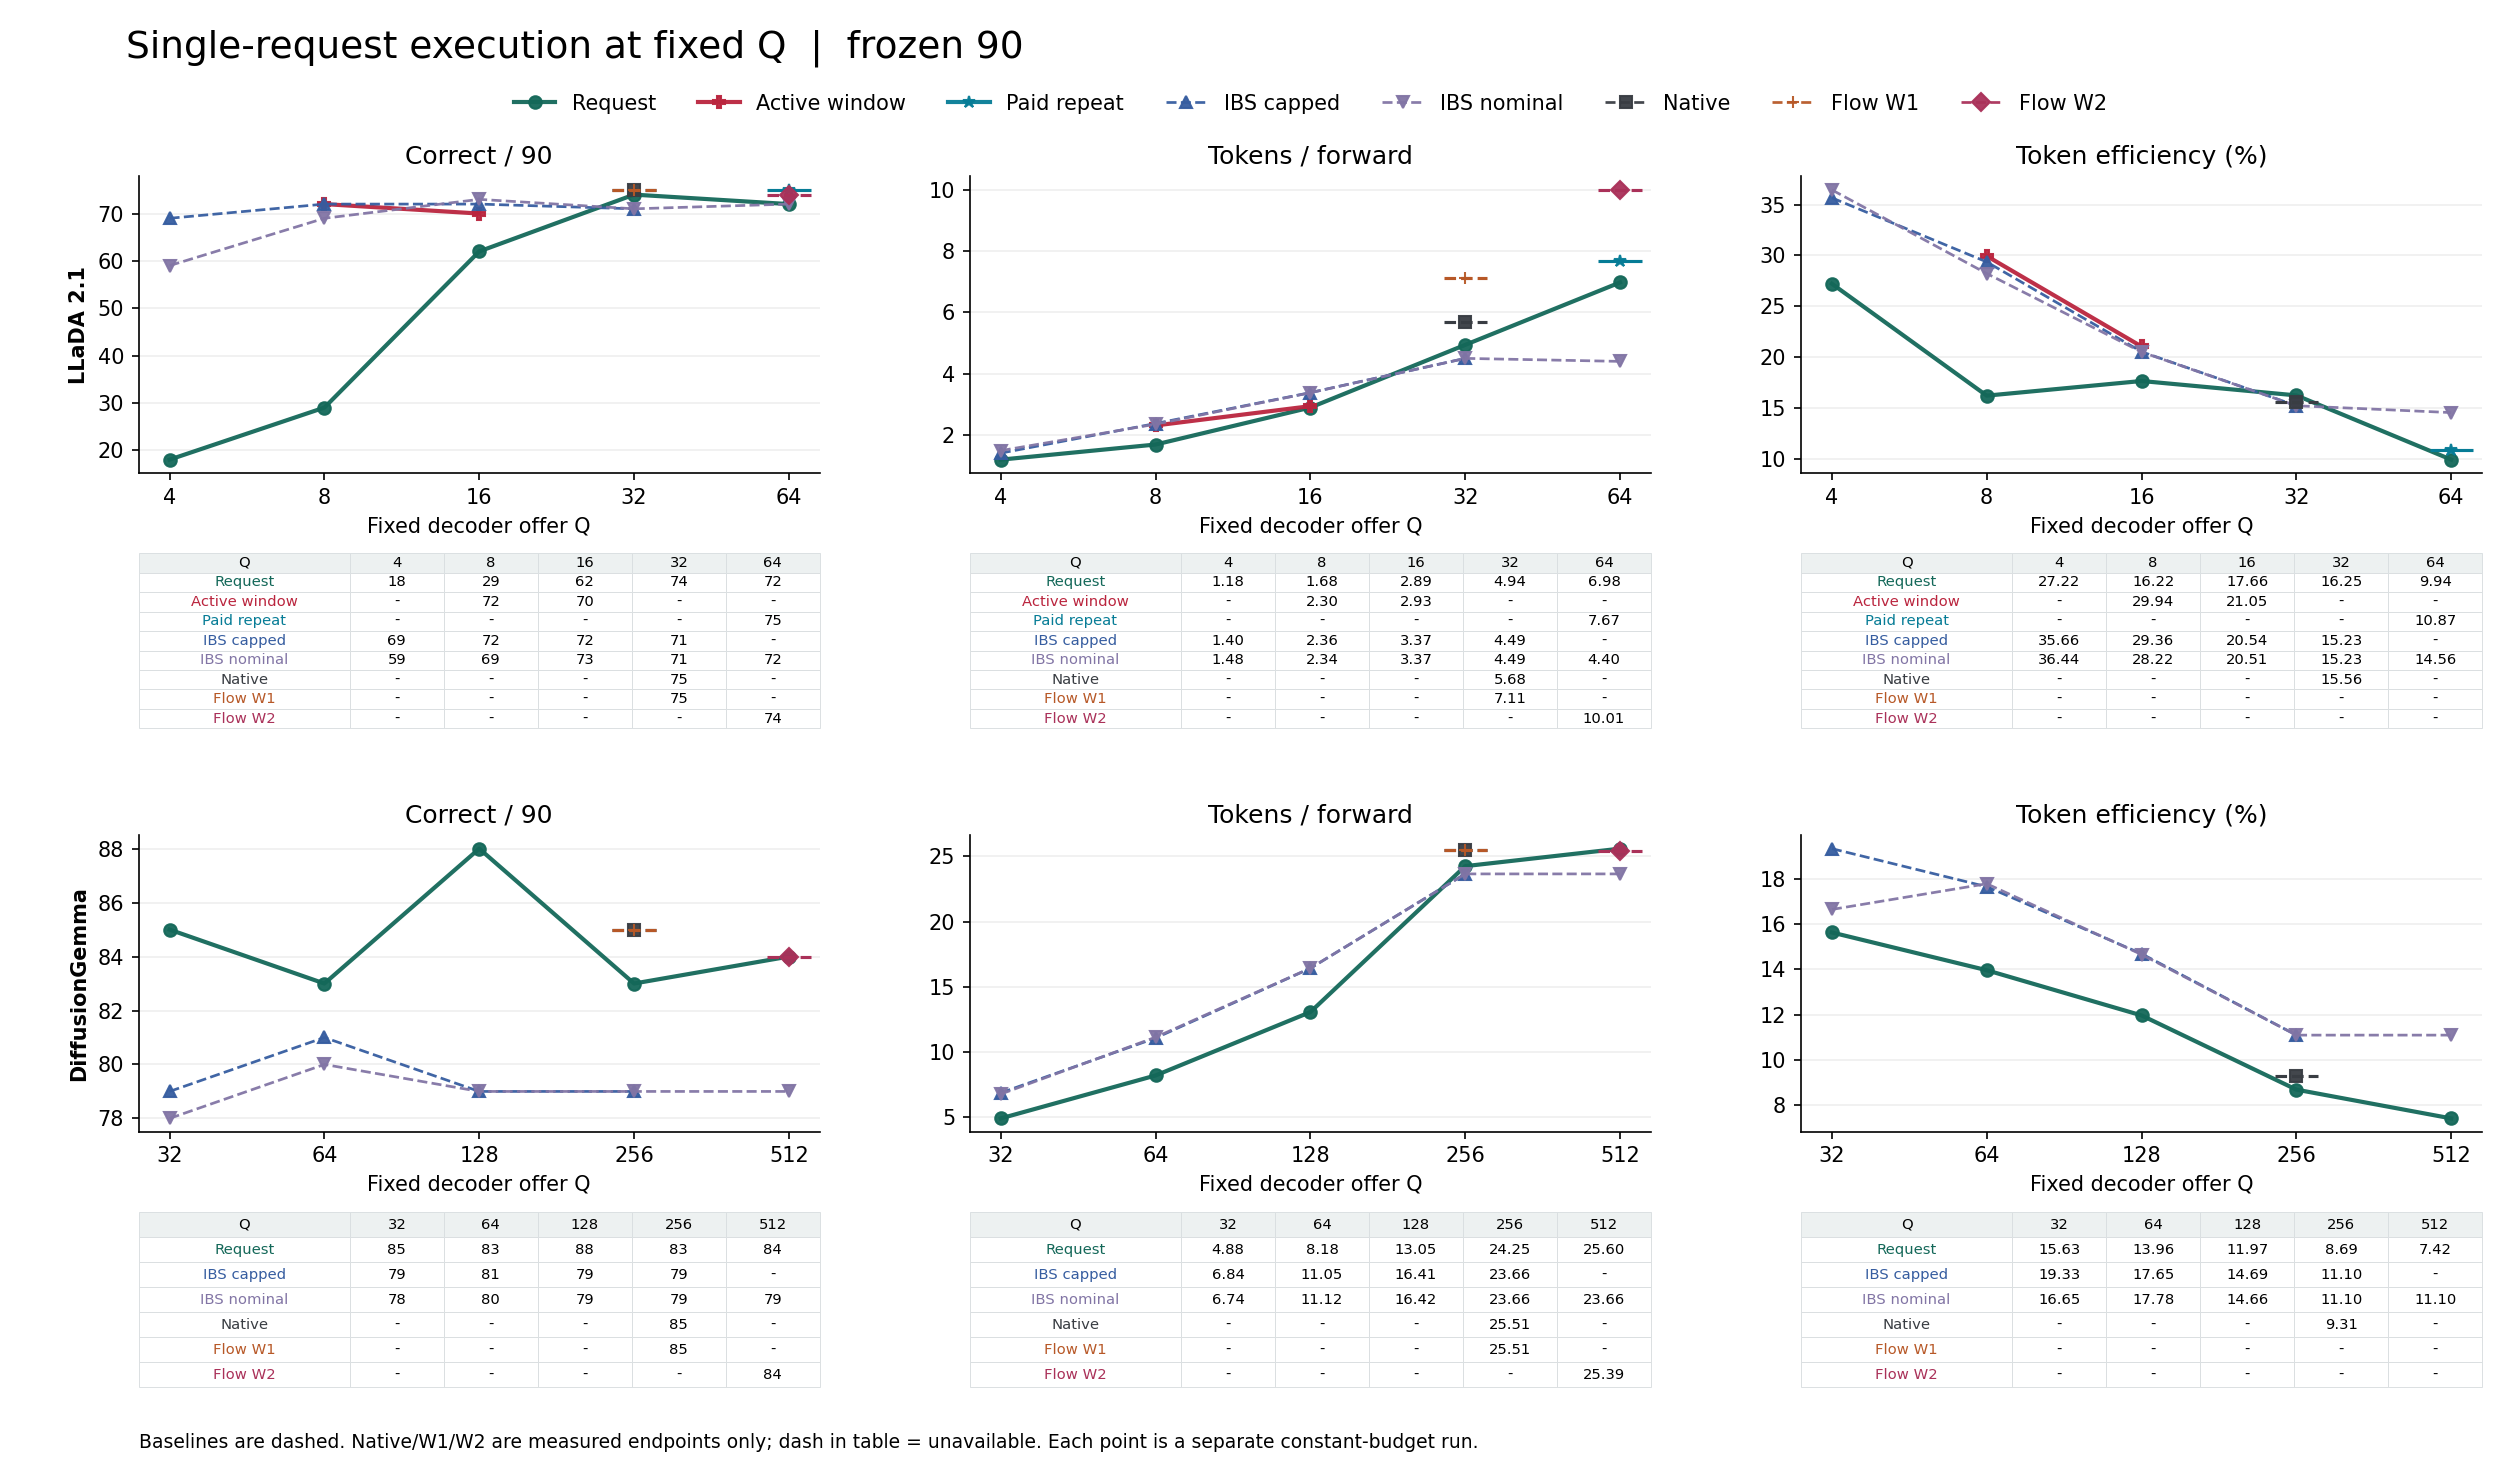 Single-request execution at fixed Q | frozen 90
Request Active window Paid repeat IBS capped IBS nominal Native Flow W1 Flow W2
Correct / 90
70
60
50
40
30
20
LLaDA 2.1
4 8 16 32 64
Fixed decoder offer Q
Tokens / forward
10
8
6
4
2
4 8 16 32 64
Fixed decoder offer Q
Token efficiency (%)
35
30
25
20
15
10
4 8 16 32 64
Fixed decoder offer Q
Q 4 8 16 32 64
Request 18 29 62 74 72
Active window - 72 70 - -
Paid repeat - - - - 75
IBS capped 69 72 72 71 -
IBS nominal 59 69 73 71 72
Native - - - 75 -
Flow W1 - - - 75 -
Flow W2 - - - - 74
Q 4 8 16 32 64
Request 1.18 1.68 2.89 4.94 6.98
Active window - 2.30 2.93 - -
Paid repeat - - - - 7.67
IBS capped 1.40 2.36 3.37 4.49 -
IBS nominal 1.48 2.34 3.37 4.49 4.40
Native - - - 5.68 -
Flow W1 - - - 7.11 -
Flow W2 - - - - 10.01
Q 4 8 16 32 64
Request 27.22 16.22 17.66 16.25 9.94
Active window - 29.94 21.05 - -
Paid repeat - - - - 10.87
IBS capped 35.66 29.36 20.54 15.23 -
IBS nominal 36.44 28.22 20.51 15.23 14.56
Native - - - 15.56 -
Flow W1 - - - - -
Flow W2 - - - - -
Correct / 90
88
86
84
82
80
78
DiffusionGemma
32 64 128 256 512
Fixed decoder offer Q
Tokens / forward
25
20
15
10
5
32 64 128 256 512
Fixed decoder offer Q
Token efficiency (%)
18
16
14
12
10
8
32 64 128 256 512
Fixed decoder offer Q
Q 32 64 128 256 512
Request 85 83 88 83 84
IBS capped 79 81 79 79 -
IBS nominal 78 80 79 79 79
Native - - - 85 -
Flow W1 - - - 85 -
Flow W2 - - - - 84
Q 32 64 128 256 512
Request 4.88 8.18 13.05 24.25 25.60
IBS capped 6.84 11.05 16.41 23.66 -
IBS nominal 6.74 11.12 16.42 23.66 23.66
Native - - - 25.51 -
Flow W1 - - - 25.51 -
Flow W2 - - - - 25.39
Q 32 64 128 256 512
Request 15.63 13.96 11.97 8.69 7.42
IBS capped 19.33 17.65 14.69 11.10 -
IBS nominal 16.65 17.78 14.66 11.10 11.10
Native - - - 9.31 -
Flow W1 - - - - -
Flow W2 - - - - -
Baselines are dashed. Native/W1/W2 are measured endpoints only; dash in table = unavailable. Each point is a separate constant-budget run.